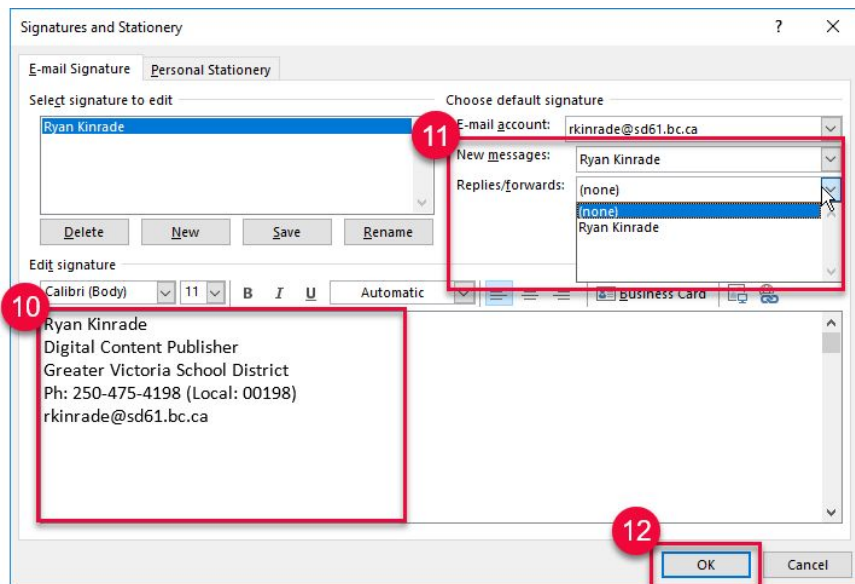 Signatures and Stationery ? ×
E-mail Signature Personal Stationery
Select signature to edit
Ryan Kinrade
Choose default signature
11
E-mail account: rkinrade@sd61.bc.ca
New messages: Ryan Kinrade
Replies/forwards: (none)
(none)
Ryan Kinrade
Delete New Save Rename
Edit signature
Calibri (Body) 11 B I U Automatic Business Card
10
Ryan Kinrade
Digital Content Publisher
Greater Victoria School District
Ph: 250-475-4198 (Local: 00198)
rkinrade@sd61.bc.ca
12
OK Cancel